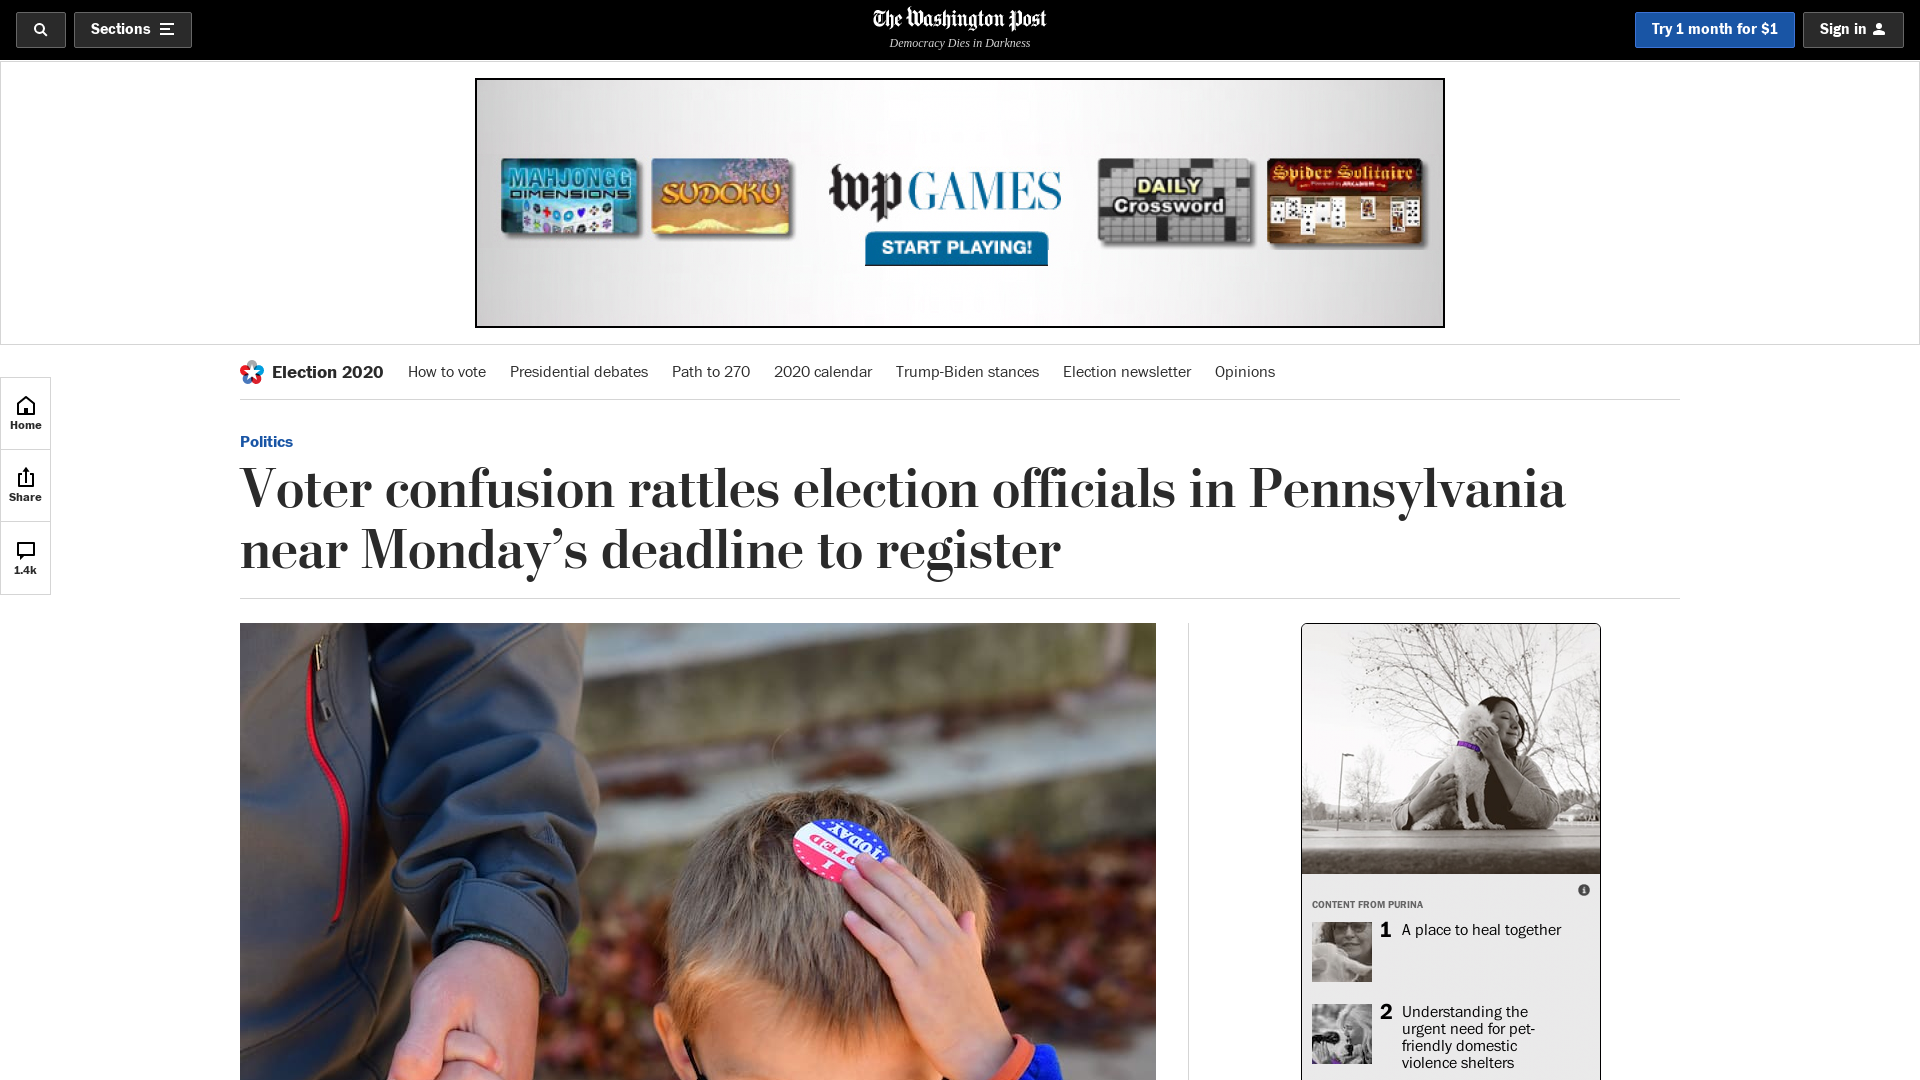 Sections
The Washington Post
Democracy Dies in Darkness
Try 1 month for $1
Sign in
MAHJONGG
DIMENSIONS
SUDOKU
wp GAMES
START PLAYING!
DAILY
Crossword
Spider Solitaire
Election 2020
How to vote
Presidential debates
Path to 270
2020 calendar
Trump-Biden stances
Election newsletter
Opinions
Home
Share
1.4k
Politics
Voter confusion rattles election officials in Pennsylvania
near Monday’s deadline to register
I
VOTED
TODAY
CONTENT FROM PURINA
1 A place to heal together
2 Understanding the
urgent need for pet-
friendly domestic
violence shelters